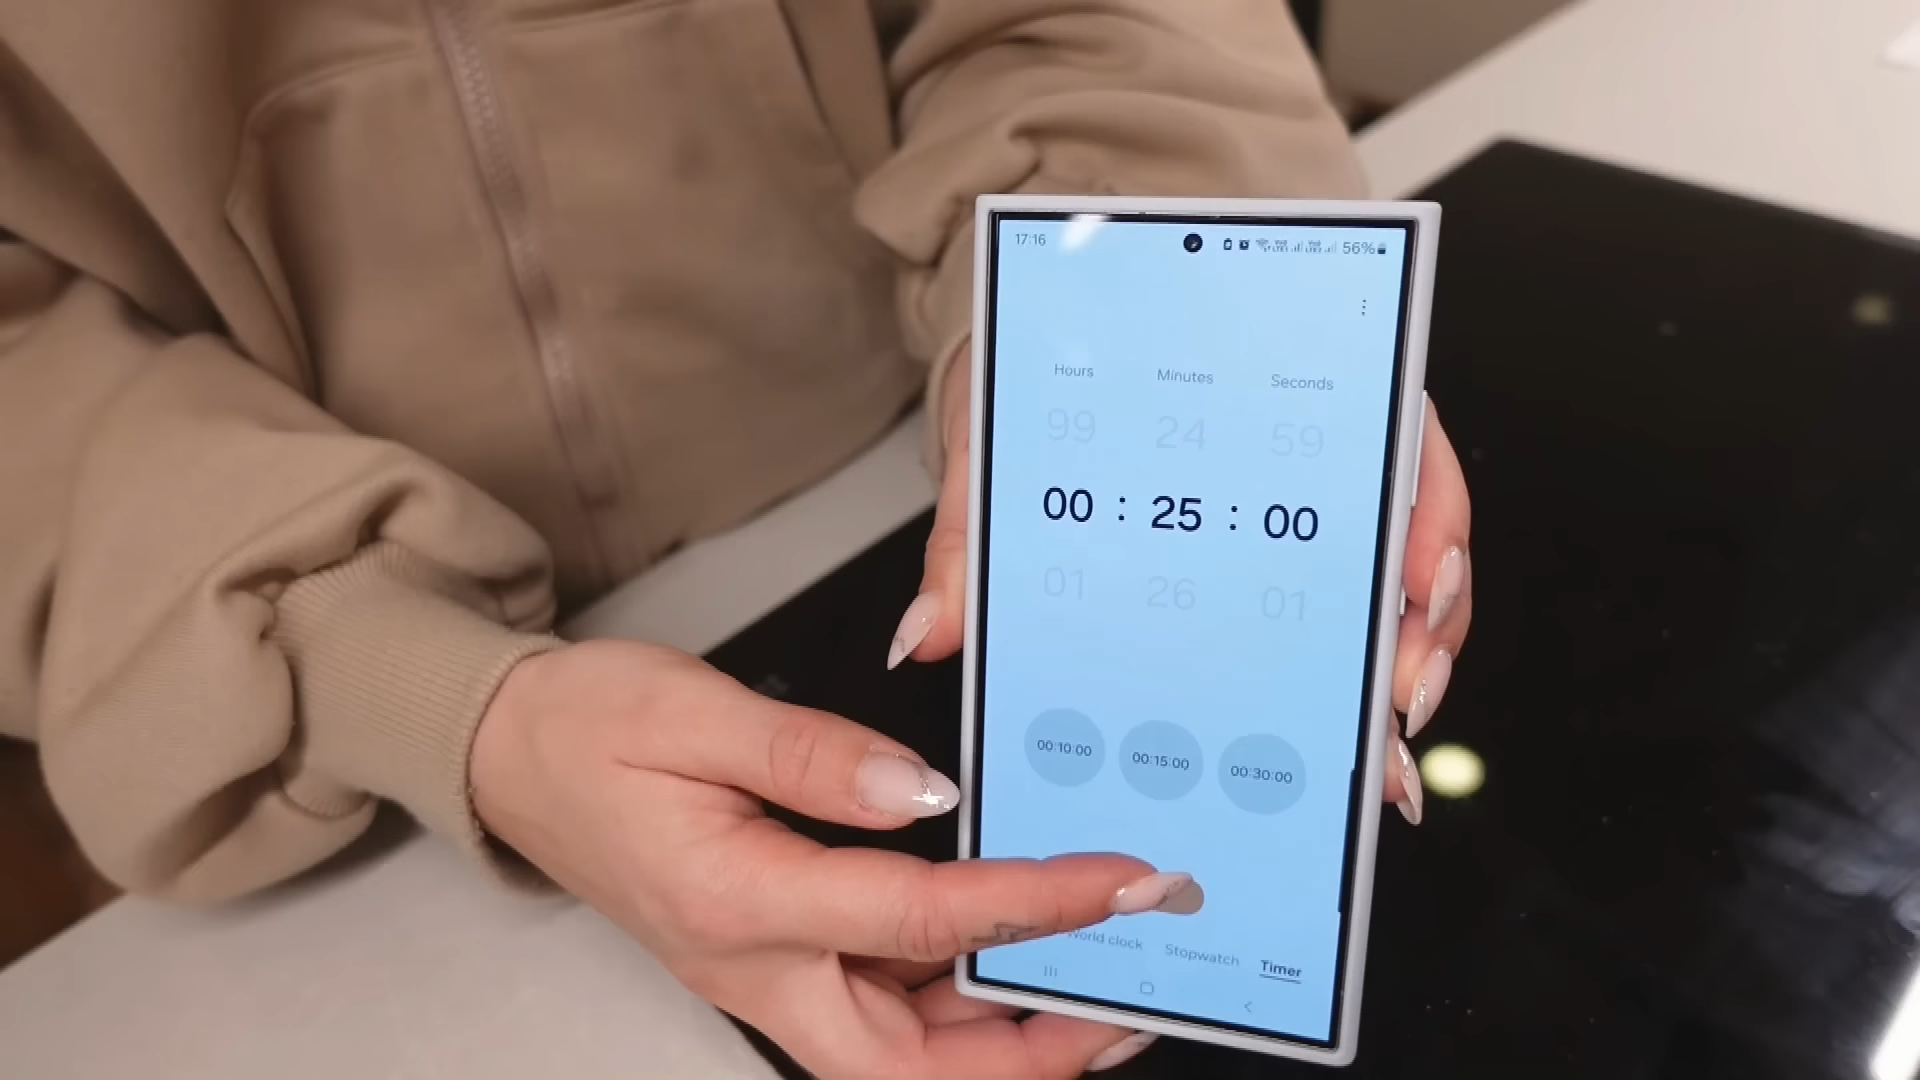 17:16 56%
Hours Minutes Seconds
99 24 59
00 : 25 : 00
01 26 01
00:10:00 00:15:00 00:30:00
World clock Stopwatch Timer